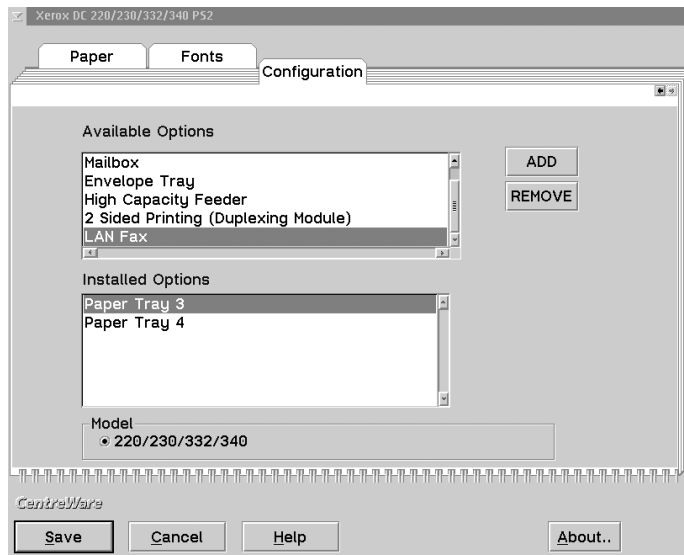 Xerox DC 220/230/332/340 PS2
Paper
Fonts
Configuration
Available Options
Mailbox
Envelope Tray
High Capacity Feeder
2 Sided Printing (Duplexing Module)
LAN Fax
ADD
REMOVE
Installed Options
Paper Tray 3
Paper Tray 4
Model
220/230/332/340
CentreWare
Save
Cancel
Help
About..